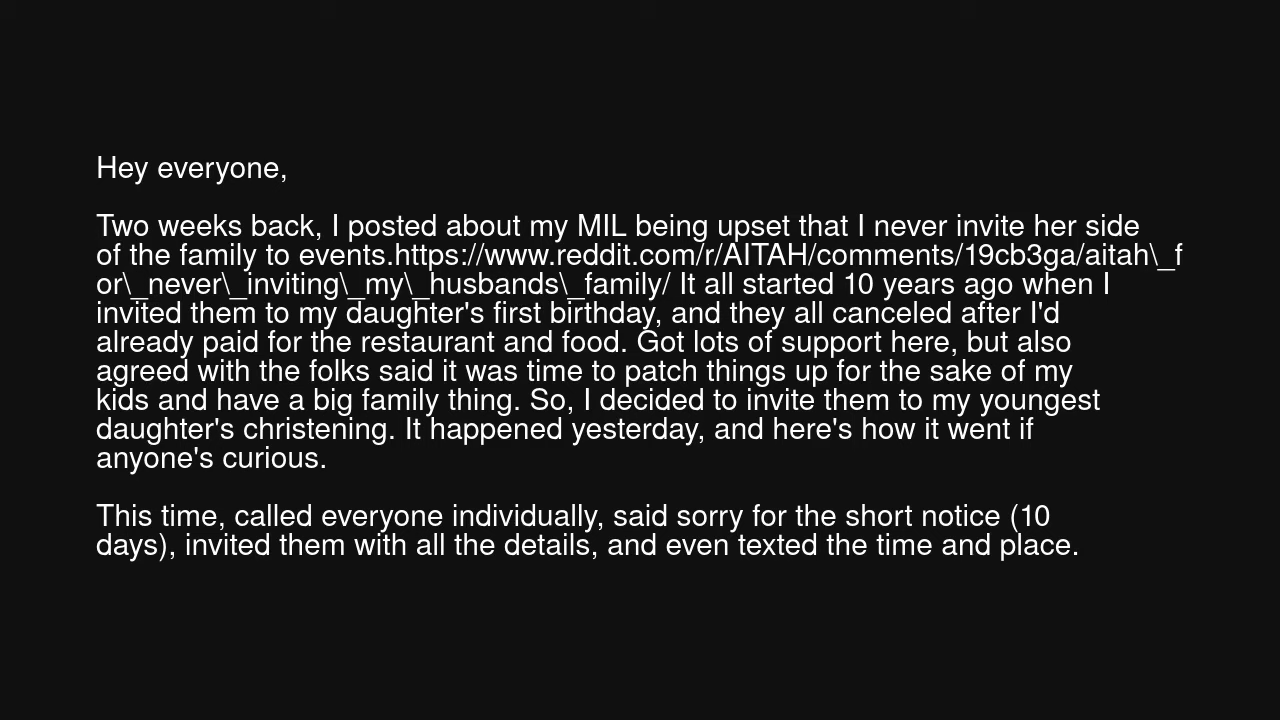 Hey everyone,
Two weeks back, I posted about my MIL being upset that I never invite her side
of the family to events.https://www.reddit.com/r/AITAH/comments/19cb3ga/aitah\_f
or\_never\_inviting\_my\_husbands\_family/ It all started 10 years ago when I
invited them to my daughter's first birthday, and they all canceled after I'd
already paid for the restaurant and food. Got lots of support here, but also
agreed with the folks said it was time to patch things up for the sake of my
kids and have a big family thing. So, I decided to invite them to my youngest
daughter's christening. It happened yesterday, and here's how it went if
anyone's curious.
This time, called everyone individually, said sorry for the short notice (10
days), invited them with all the details, and even texted the time and place.